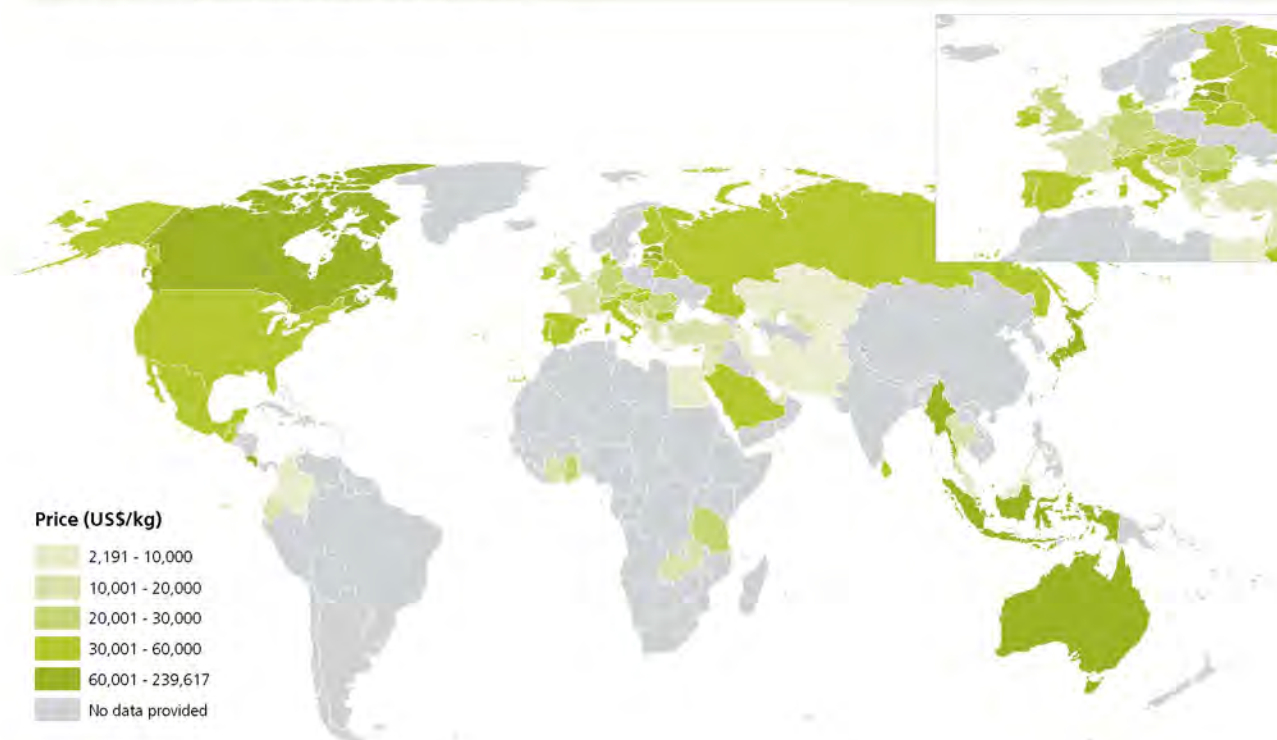 Price (US$/kg)
2,191 - 10,000
10,001 - 20,000
20,001 - 30,000
30,001 - 60,000
60,001 - 239,617
No data provided